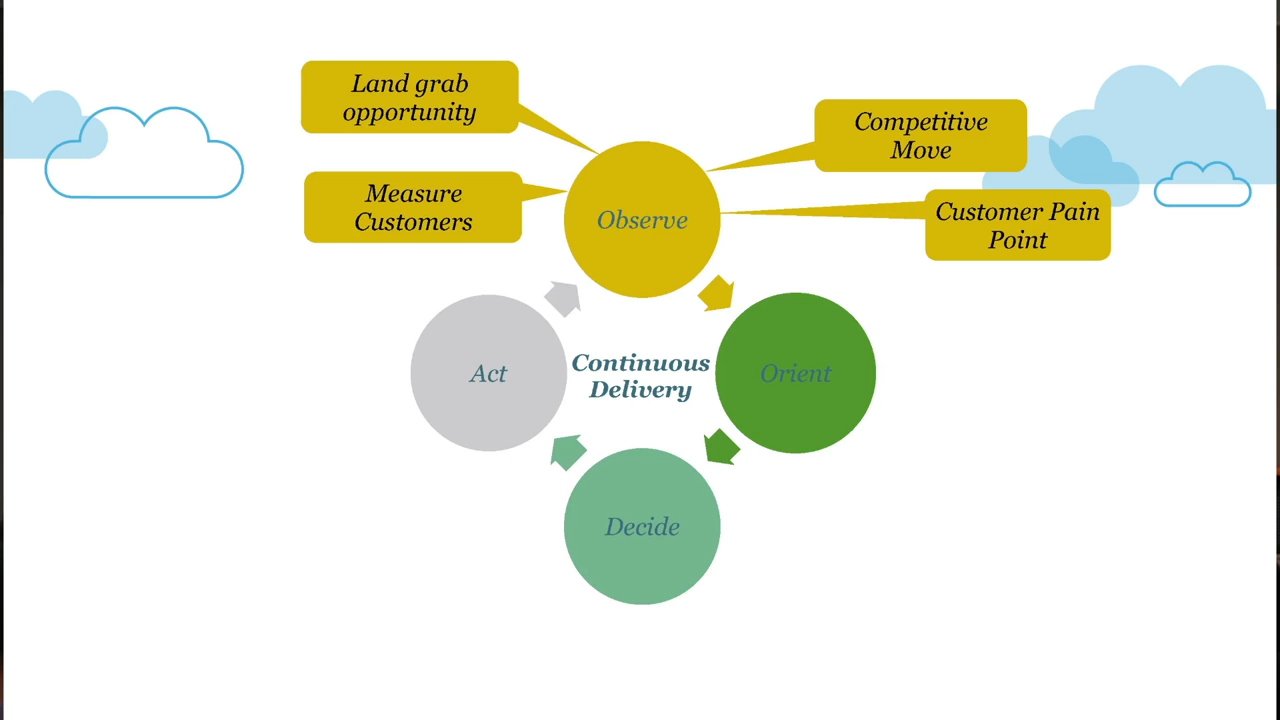 Land grab
opportunity
Competitive
Move
Measure
Customers
Customer Pain
Point
Observe
Act
Continuous
Delivery
Orient
Decide